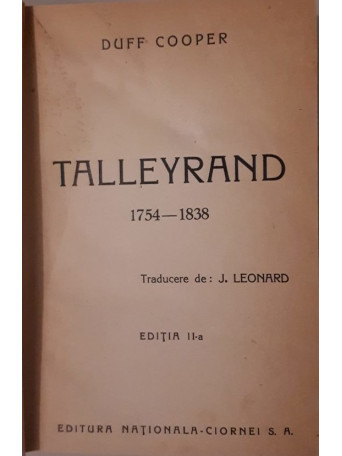 DUFF COOPER
TALLEYRAND
1754—1838
Traducere de: J. LEONARD
EDIŢIA II-a
EDITURA NAŢIONALA-CIORNEI S. A.